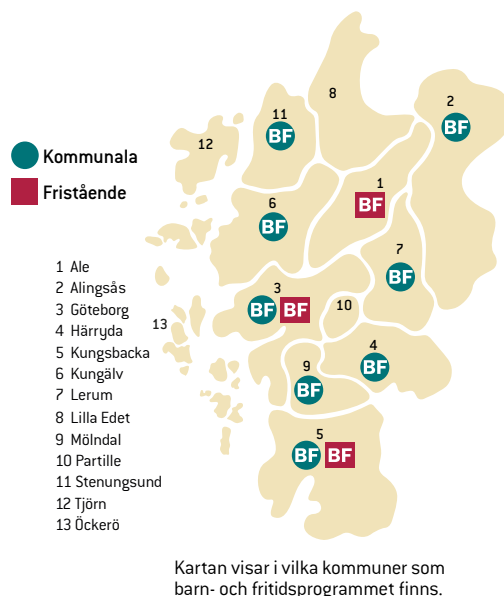 8
2
11
BF
BF
12
Kommunala
Fristående
1
BF
6
BF
7
BF
1 Ale
2 Alingsås
3 Göteborg
4 Härryda
5 Kungsbacka
6 Kungälv
7 Lerum
8 Lilla Edet
9 Mölndal
10 Partille
11 Stenungsund
12 Tjörn
13 Öckerö
3
BF BF
10
13
4
BF
9
BF
5
BF BF
Kartan visar i vilka kommuner som
barn- och fritidsprogrammet finns.